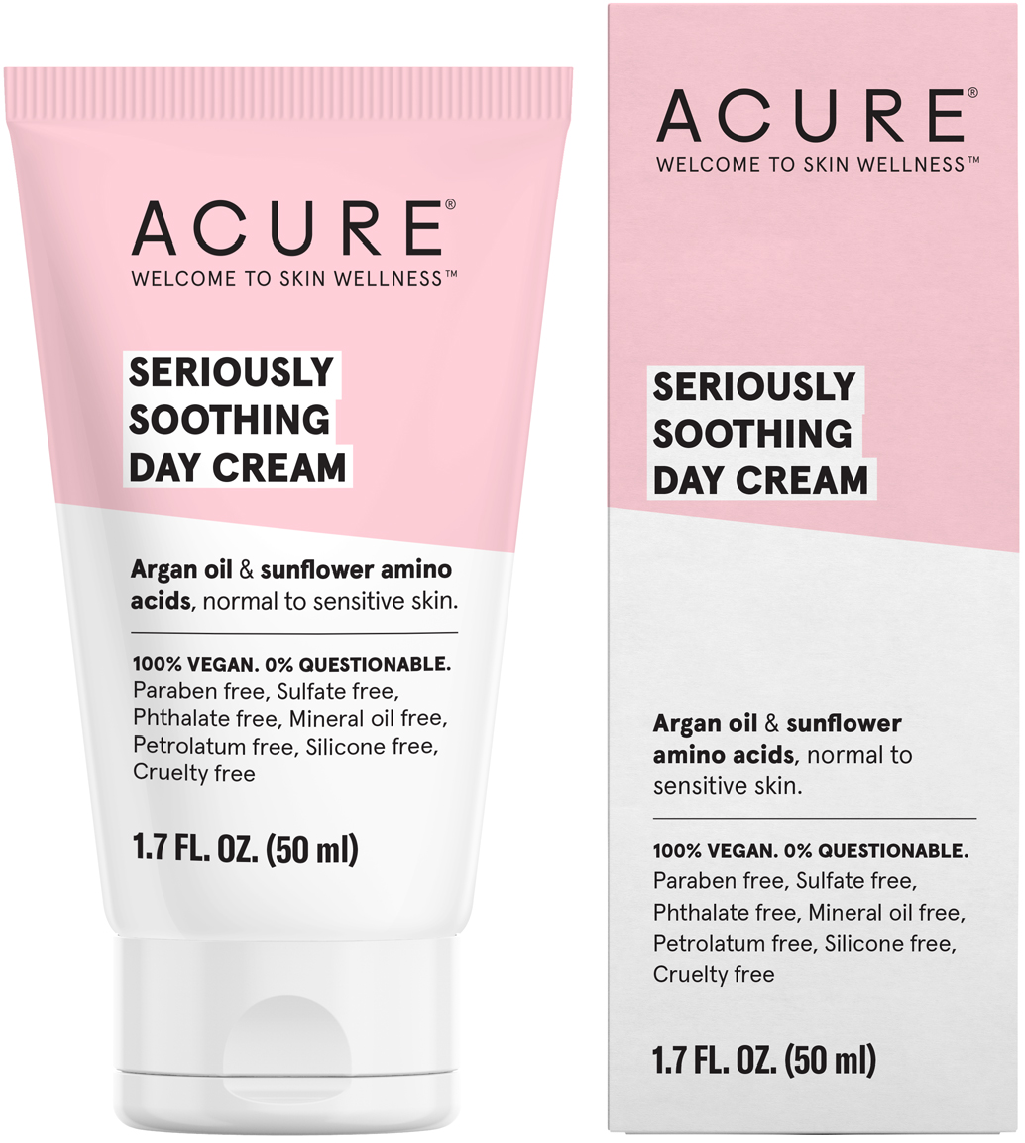 ACURE®
WELCOME TO SKIN WELLNESS™
SERIOUSLY
SOOTHING
DAY CREAM
Argan oil & sunflower amino
acids, normal to sensitive skin.
100% VEGAN. 0% QUESTIONABLE.
Paraben free, Sulfate free,
Phthalate free, Mineral oil free,
Petrolatum free, Silicone free,
Cruelty free
1.7 FL. OZ. (50 ml)
ACURE®
WELCOME TO SKIN WELLNESS™
SERIOUSLY
SOOTHING
DAY CREAM
Argan oil & sunflower
amino acids, normal to
sensitive skin.
100% VEGAN. 0% QUESTIONABLE.
Paraben free, Sulfate free,
Phthalate free, Mineral oil free,
Petrolatum free, Silicone free,
Cruelty free
1.7 FL. OZ. (50 ml)